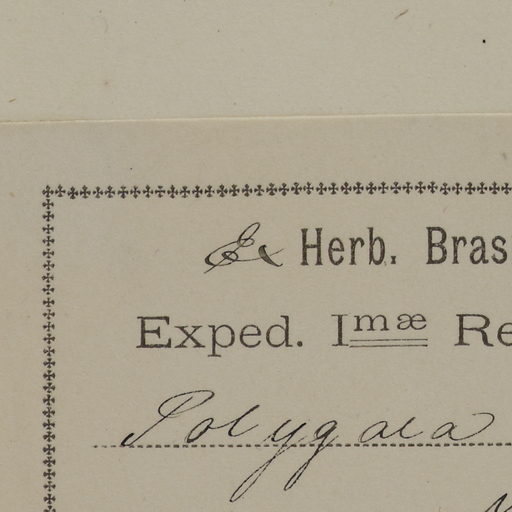 Ex Herb. Bras
Exped. Imæ Re
Polygala